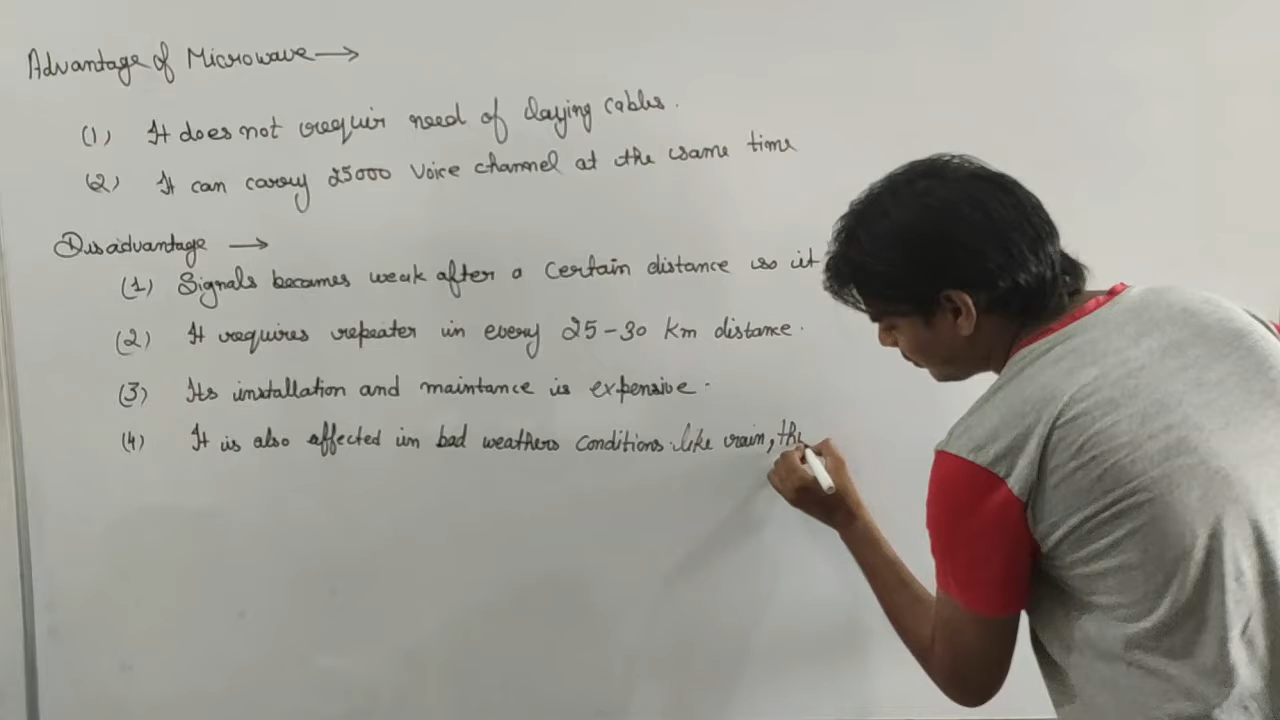 Advantage of Microwave →
(1) It does not requir need of laying cables.
(2) It can carry 25000 voice channel at the same time
Disadvantage →
(1) Signals becames weak after a certain distance so it
(2) It requires repeater in every 25-30 km distance.
(3) Its installation and maintance is expensive.
(4) It is also affected in bad weathers conditions like rain, th